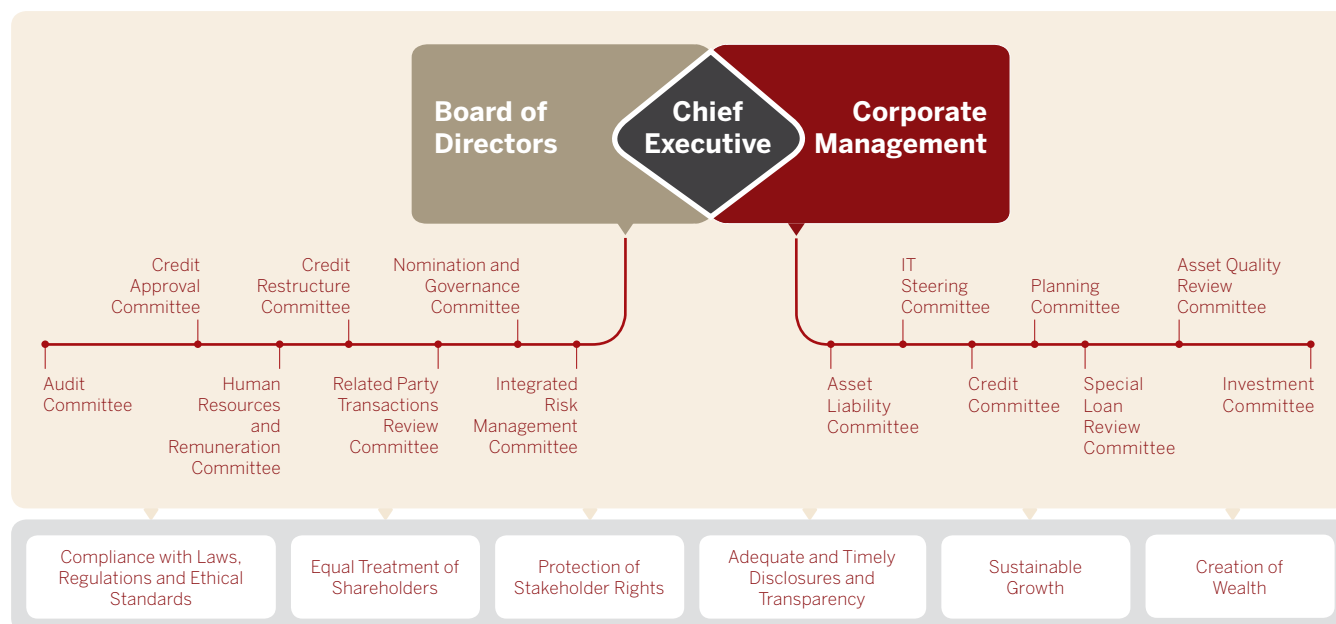 Board of
Directors
Chief
Executive
Corporate
Management
Credit
Approval
Committee
Credit
Restructure
Committee
Nomination and
Governance
Committee
IT
Steering
Committee
Planning
Committee
Asset Quality
Review
Committee
Audit
Committee
Human
Resources
and
Remuneration
Committee
Related Party
Transactions
Review
Committee
Integrated
Risk
Management
Committee
Asset
Liability
Committee
Credit
Committee
Special
Loan
Review
Committee
Investment
Committee
Compliance with Laws,
Regulations and Ethical
Standards
Equal Treatment of
Shareholders
Protection of
Stakeholder Rights
Adequate and Timely
Disclosures and
Transparency
Sustainable
Growth
Creation of
Wealth